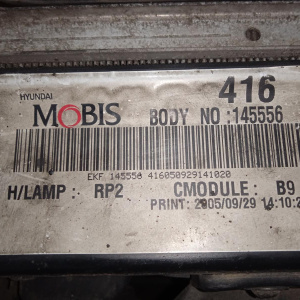 416
HYUNDAI
MOBIS BODY NO :145556
EKF 145556 416050929141020
H/LAMP : RP2 CMODULE : B9
PRINT: 2005/09/29 14:10:2